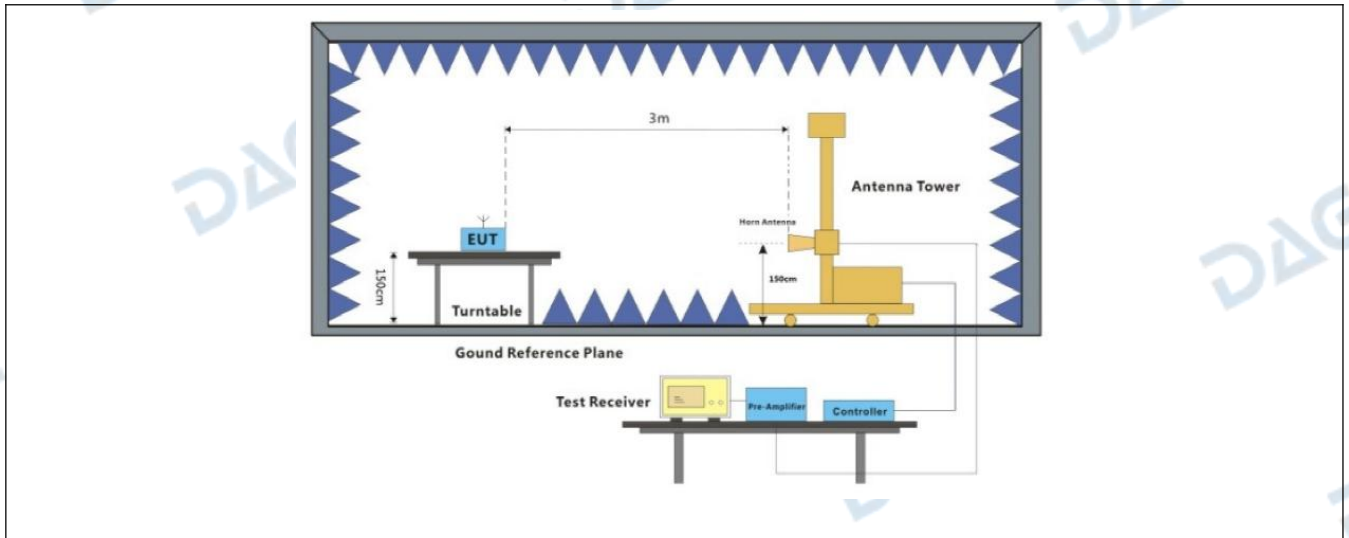 3m
Antenna Tower
Horn Antenna
EUT
150cm
150cm
Turntable
Gound Reference Plane
Test Receiver
Pre-Amplifier
Controller